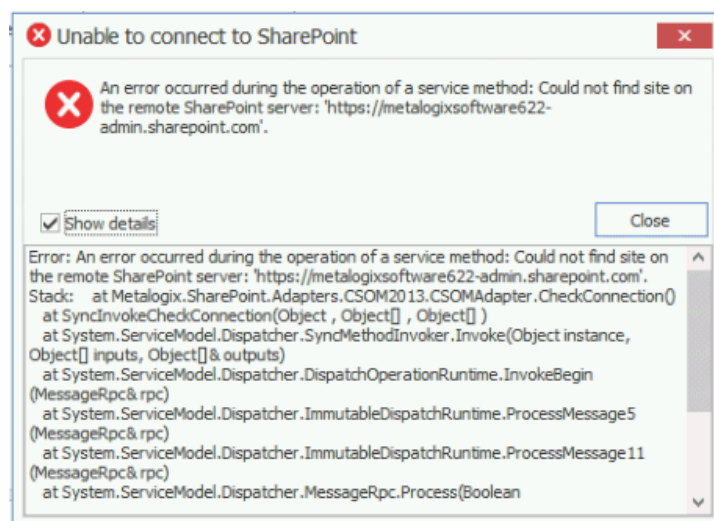 Unable to connect to SharePoint
An error occurred during the operation of a service method: Could not find site on
the remote SharePoint server: 'https://metalogixsoftware622-
admin.sharepoint.com'.
Show details
Close
Error: An error occurred during the operation of a service method: Could not find site on
the remote SharePoint server: 'https://metalogixsoftware622-admin.sharepoint.com'.
Stack:    at Metalogix.SharePoint.Adapters.CSOM2013.CSOMAdapter.CheckConnection()
at SyncInvokeCheckConnection(Object , Object[] , Object[] )
at System.ServiceModel.Dispatcher.SyncMethodInvoker.Invoke(Object instance,
Object[] inputs, Object[]& outputs)
at System.ServiceModel.Dispatcher.DispatchOperationRuntime.InvokeBegin
(MessageRpc& rpc)
at System.ServiceModel.Dispatcher.ImmutableDispatchRuntime.ProcessMessage5
(MessageRpc& rpc)
at System.ServiceModel.Dispatcher.ImmutableDispatchRuntime.ProcessMessage11
(MessageRpc& rpc)
at System.ServiceModel.Dispatcher.MessageRpc.Process(Boolean